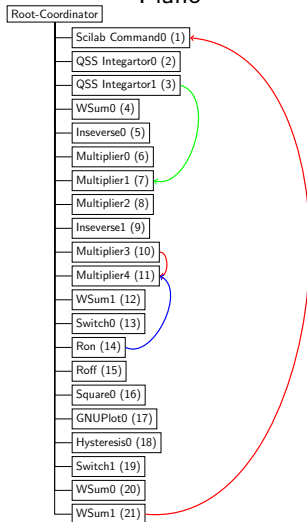 Plano
Root-Coordinator
Scilab Command0 (1)
QSS Integartor0 (2)
QSS Integartor1 (3)
WSum0 (4)
Inseverse0 (5)
Multiplier0 (6)
Multiplier1 (7)
Multiplier2 (8)
Inseverse1 (9)
Multiplier3 (10)
Multiplier4 (11)
WSum1 (12)
Switch0 (13)
Ron (14)
Roff (15)
Square0 (16)
GNUPlot0 (17)
Hysteresis0 (18)
Switch1 (19)
WSum0 (20)
WSum1 (21)